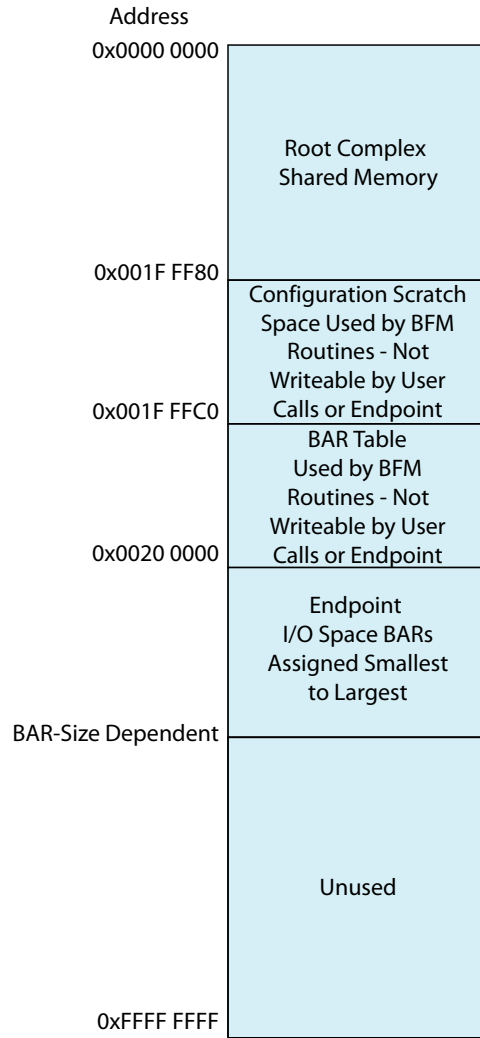 Address
0x0000 0000
Root Complex
Shared Memory
0x001F FF80
Configuration Scratch
Space Used by BFM
Routines - Not
Writeable by User
Calls or Endpoint
0x001F FFC0
BAR Table
Used by BFM
Routines - Not
Writeable by User
Calls or Endpoint
0x0020 0000
Endpoint
I/O Space BARs
Assigned Smallest
to Largest
BAR-Size Dependent
Unused
0xFFFF FFFF